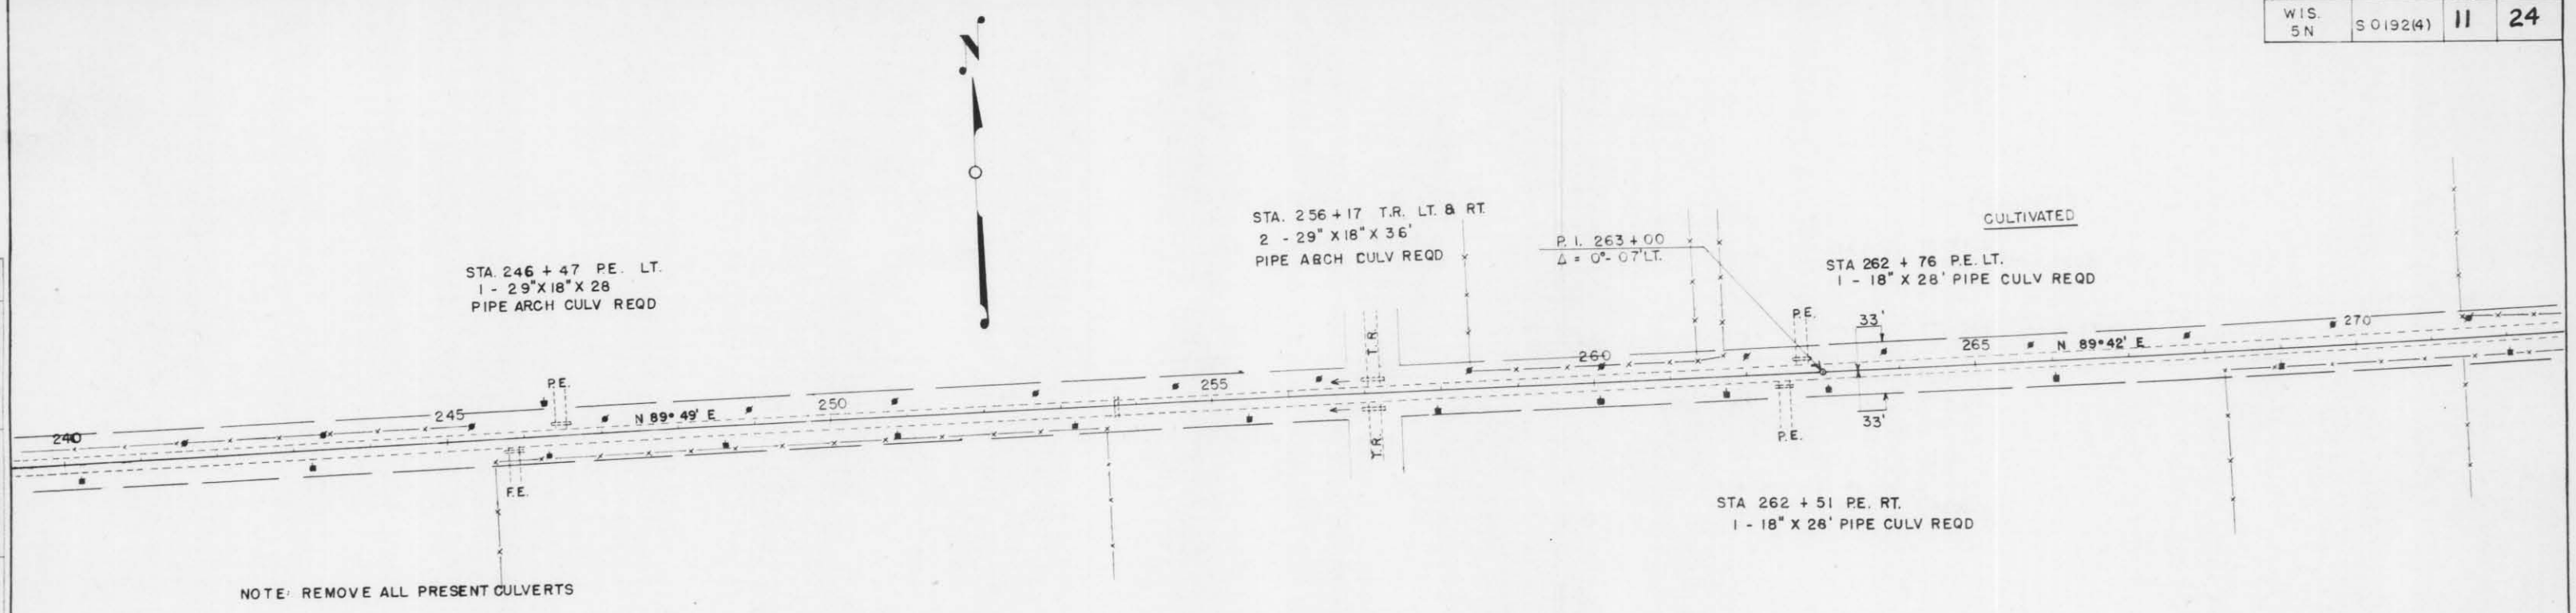 WIS.
5N
S 0192(4)
11
24
N
STA. 256 + 17 T.R. LT. & RT.
2 - 29" X 18" X 36'
PIPE ARCH CULV REQD
P. I. 263 + 00
Δ = 0°- 07' LT.
CULTIVATED
STA 262 + 76 P.E. LT.
1 - 18" X 28' PIPE CULV REQD
STA. 246 + 47 P.E. LT.
1 - 29" X 18" X 28
PIPE ARCH CULV REQD
P.E.
33'
T.R.
260
265
N 89° 42' E
270
P.E.
245
N 89° 49' E
250
255
240
33'
P.E.
T.R.
F.E.
STA 262 + 51 P.E. RT.
1 - 18" X 28' PIPE CULV REQD
NOTE: REMOVE ALL PRESENT CULVERTS